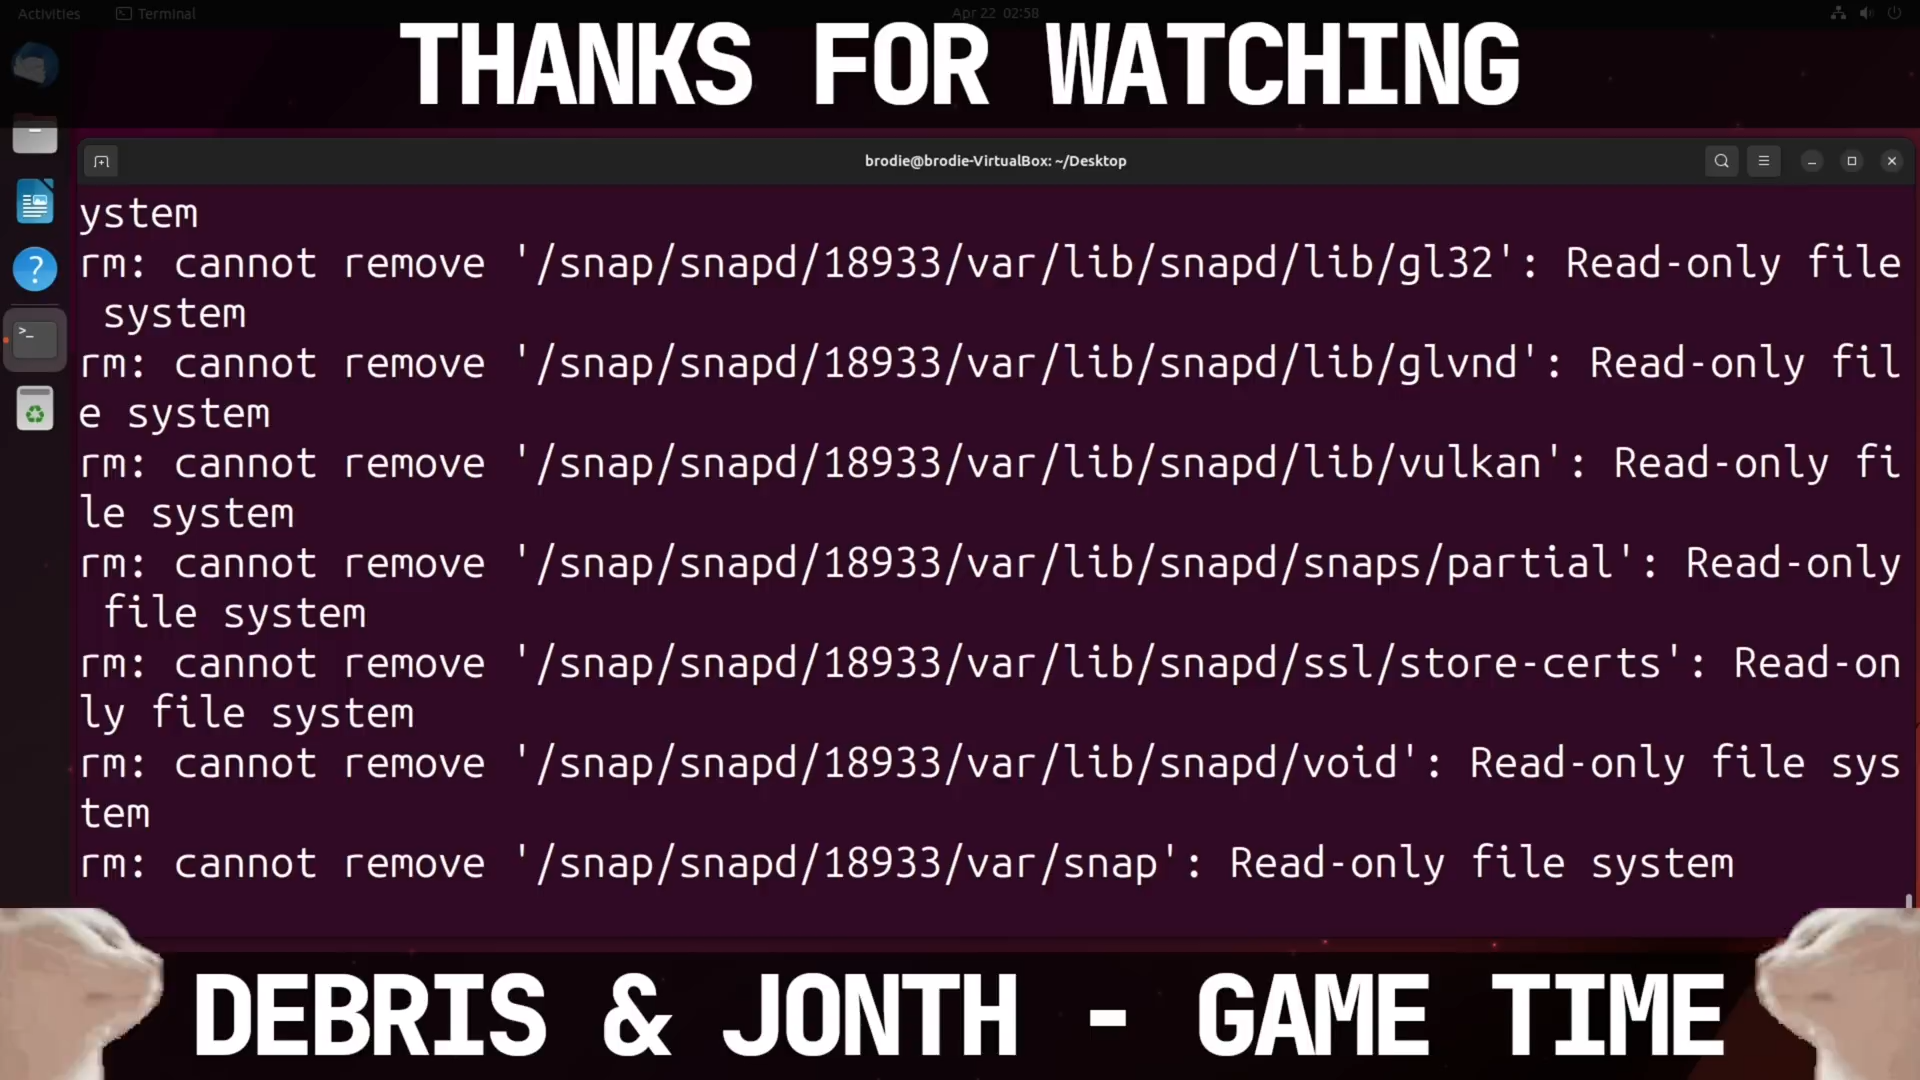 Activities Terminal Apr 22 02:58
THANKS FOR WATCHING
brodie@brodie-VirtualBox: ~/Desktop
ystem
rm: cannot remove '/snap/snapd/18933/var/lib/snapd/lib/gl32': Read-only file
 system
rm: cannot remove '/snap/snapd/18933/var/lib/snapd/lib/glvnd': Read-only fil
e system
rm: cannot remove '/snap/snapd/18933/var/lib/snapd/lib/vulkan': Read-only fi
le system
rm: cannot remove '/snap/snapd/18933/var/lib/snapd/snaps/partial': Read-only
 file system
rm: cannot remove '/snap/snapd/18933/var/lib/snapd/ssl/store-certs': Read-on
ly file system
rm: cannot remove '/snap/snapd/18933/var/lib/snapd/void': Read-only file sys
tem
rm: cannot remove '/snap/snapd/18933/var/snap': Read-only file system
DEBRIS & JONTH - GAME TIME